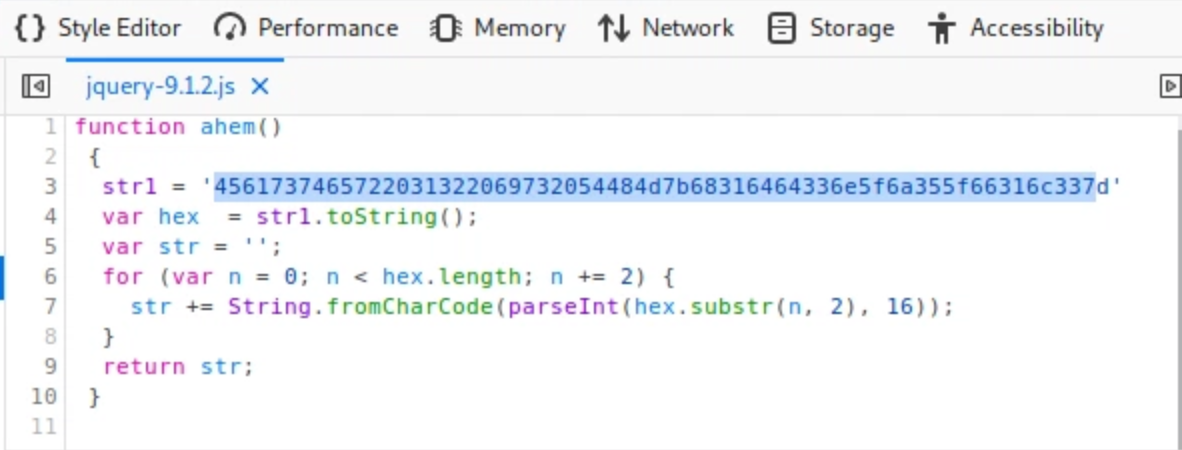 {} Style Editor Performance Memory Network Storage Accessibility
jquery-9.1.2.js ×
1 function ahem()
2 {
3 str1 = '4561737465722031322069732054484d7b68316464336e5f6a355f66316c337d'
4 var hex = str1.toString();
5 var str = '';
6 for (var n = 0; n < hex.length; n += 2) {
7 str += String.fromCharCode(parseInt(hex.substr(n, 2), 16));
8 }
9 return str;
10 }
11